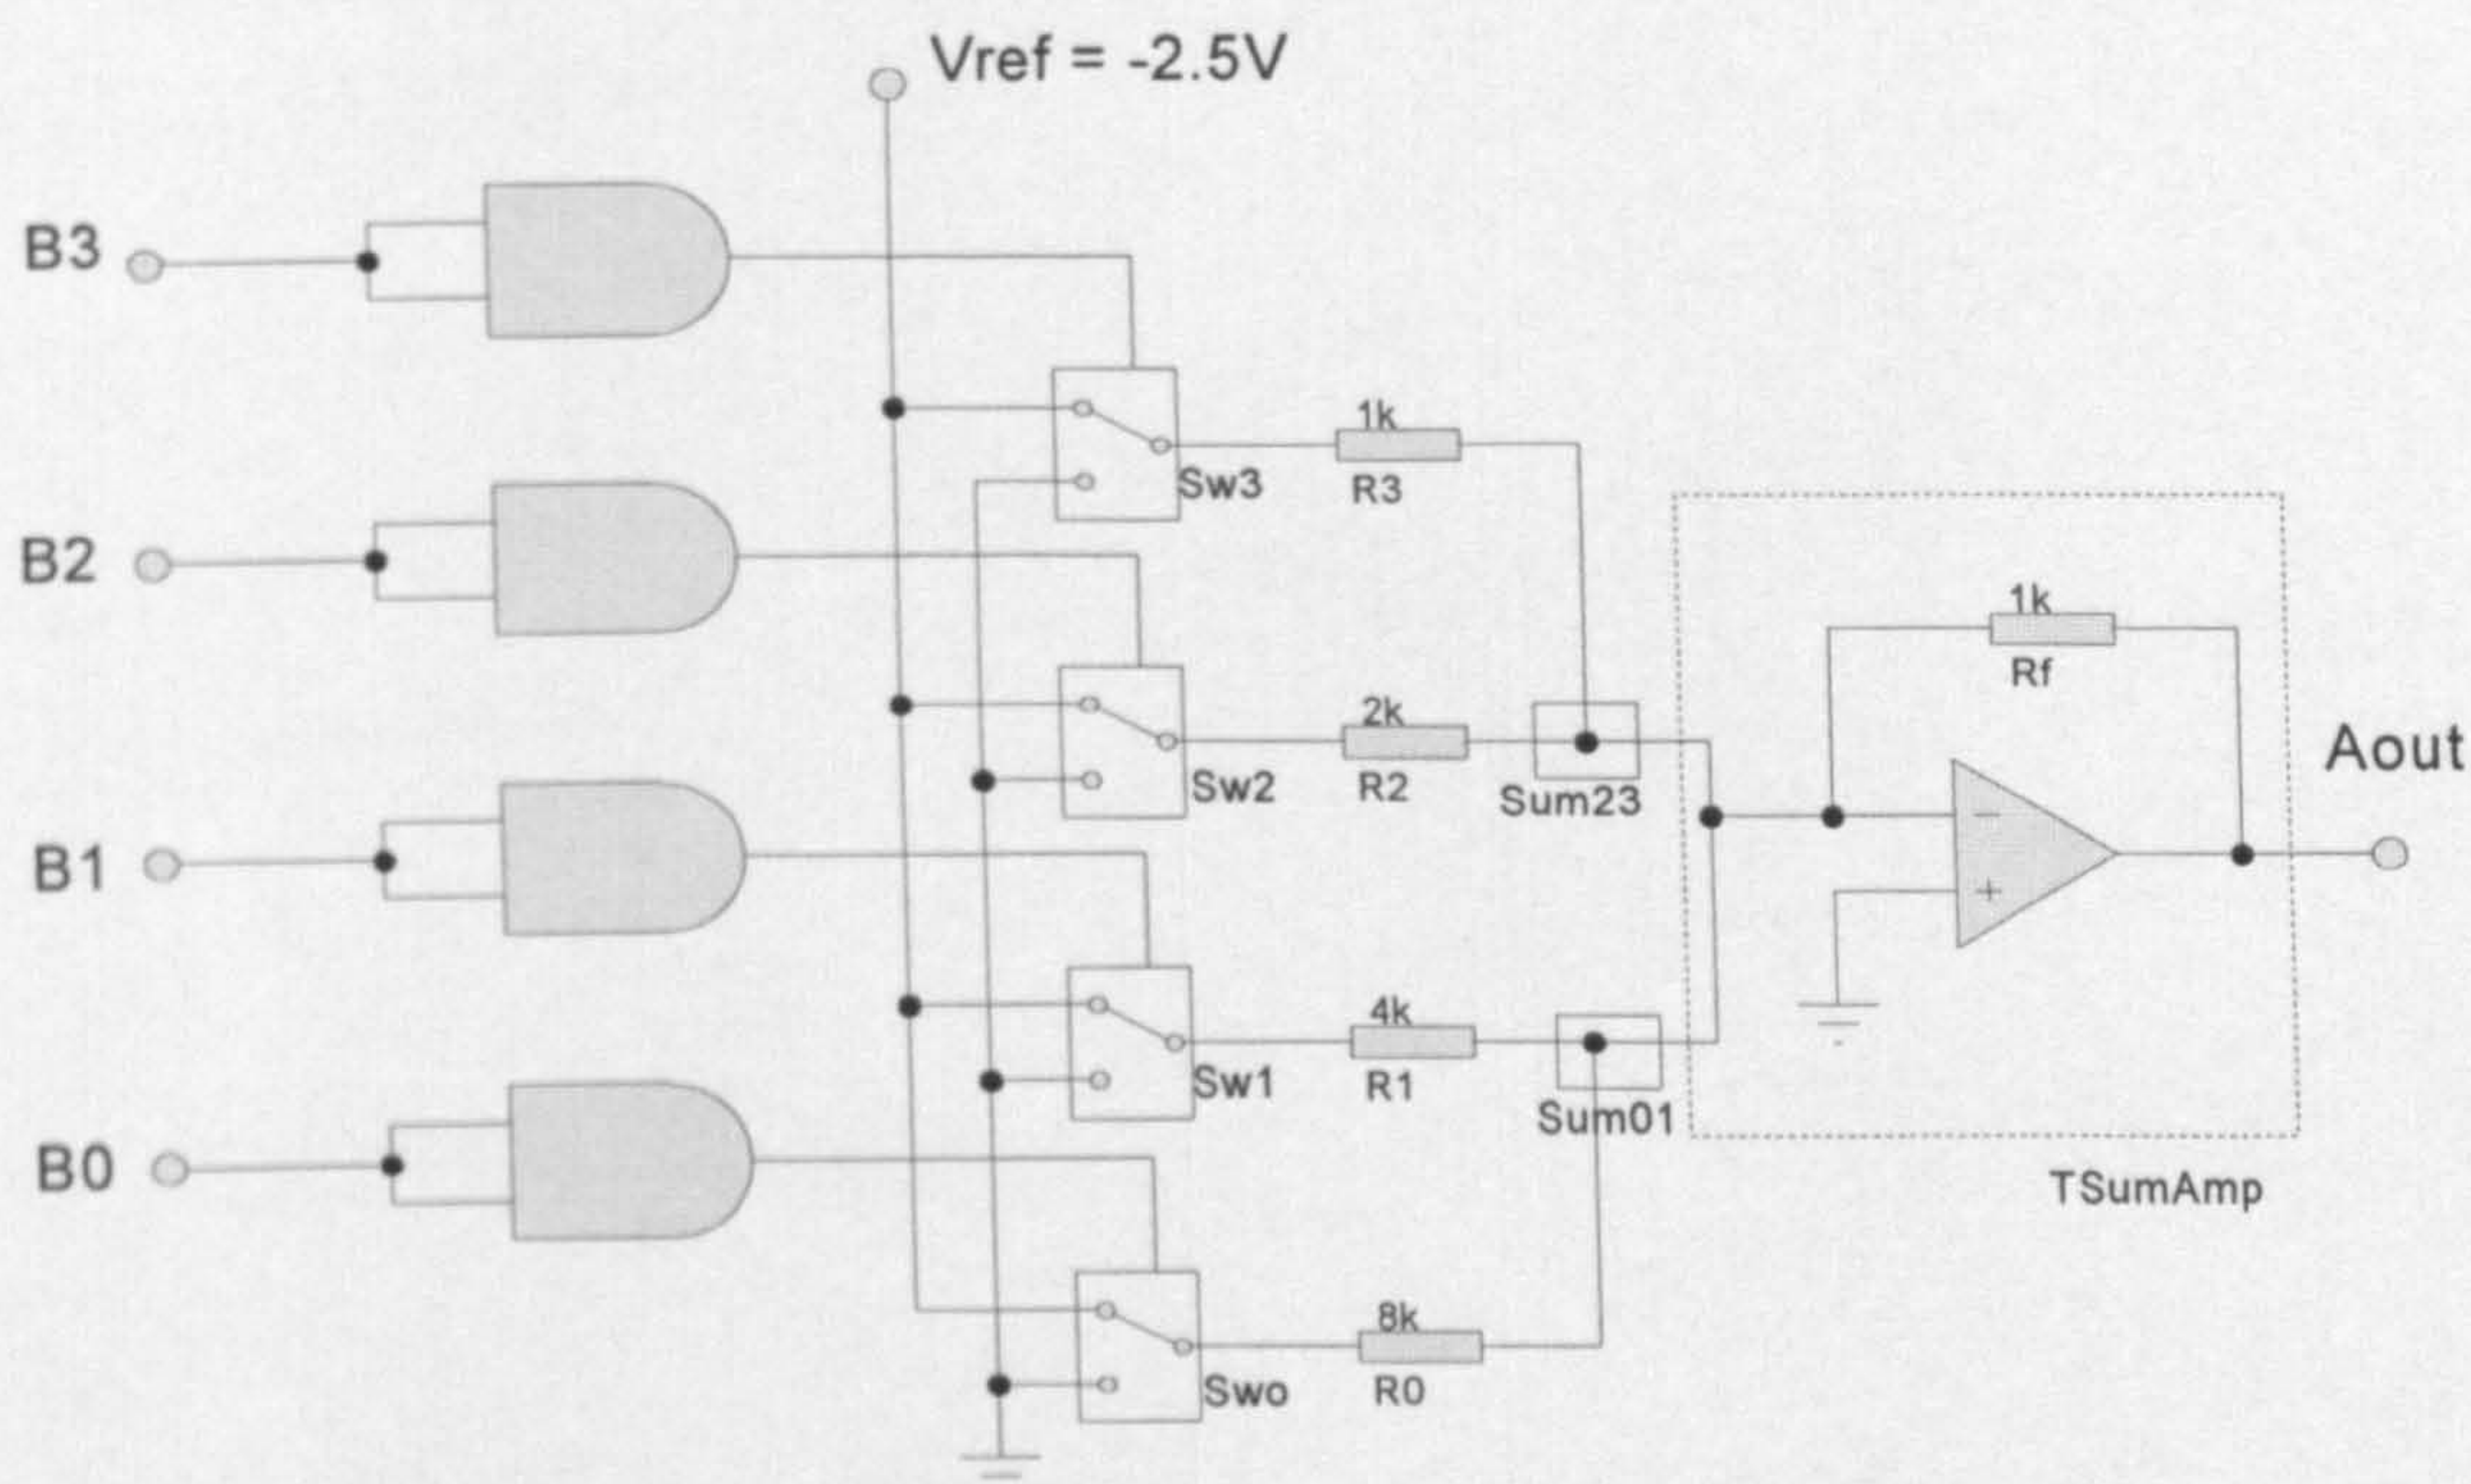 Vref = -2.5V
B3
1k
Sw3
R3
B2
1k
Rf
2k
Aout
Sw2
R2
Sum23
B1
−
+
4k
Sw1
R1
Sum01
B0
TSumAmp
8k
Swo
R0